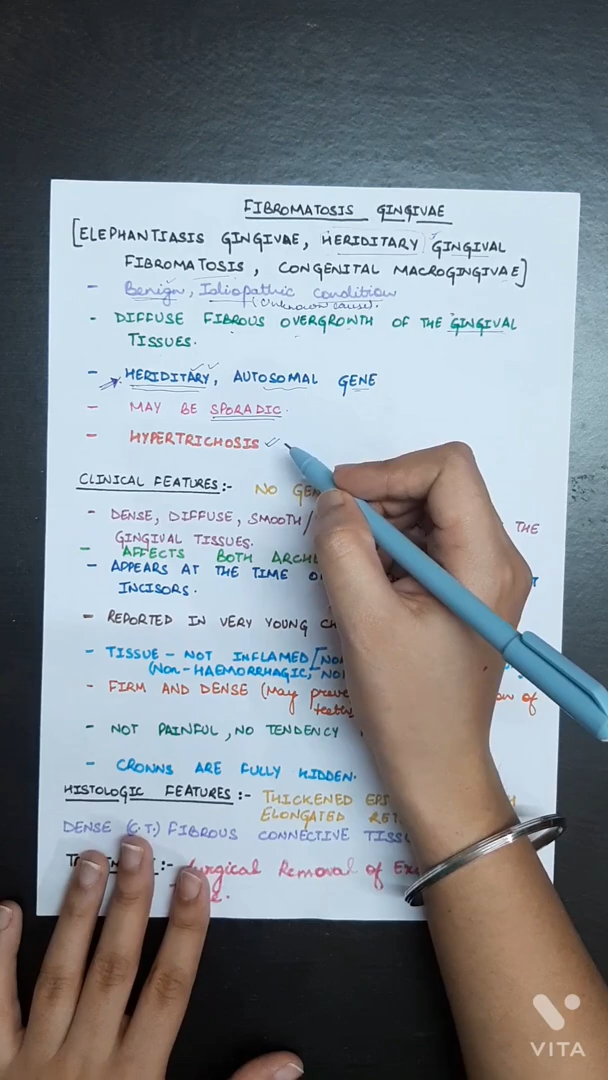 FIBROMATOSIS GINGIVAE
[ELEPHANTIASIS GINGIVAE, HEREDITARY GINGIVAL
FIBROMATOSIS, CONGENITAL MACROGINGIVAE]
- Benign, Idiopathic condition
(Unknown cause).
- DIFFUSE FIBROUS OVERGROWTH OF THE GINGIVAL
TISSUES.
- HERIDITARY, AUTOSOMAL GENE
- MAY BE SPORADIC.
- HYPERTRICHOSIS
CLINICAL FEATURES:- NO
- DENSE, DIFFUSE, SMOOTH/ THE
GINGIVAL TISSUES.
- AFFECTS BOTH
- APPEARS AT THE TIME
INCISORS.
- REPORTED IN VERY YOUNG
- TISSUE - NOT INFLAMED
(NON-HAEMORRHAGIC,
- FIRM AND DENSE (May of
teeth
- NOT PAINFUL, NO TENDENCY
- CROWNS ARE FULLY HIDDEN.
HISTOLOGIC FEATURES:- THICKENED
ELONGATED
DENSE (C.T.) FIBROUS CONNECTIVE
Surgical Removal of
VITA